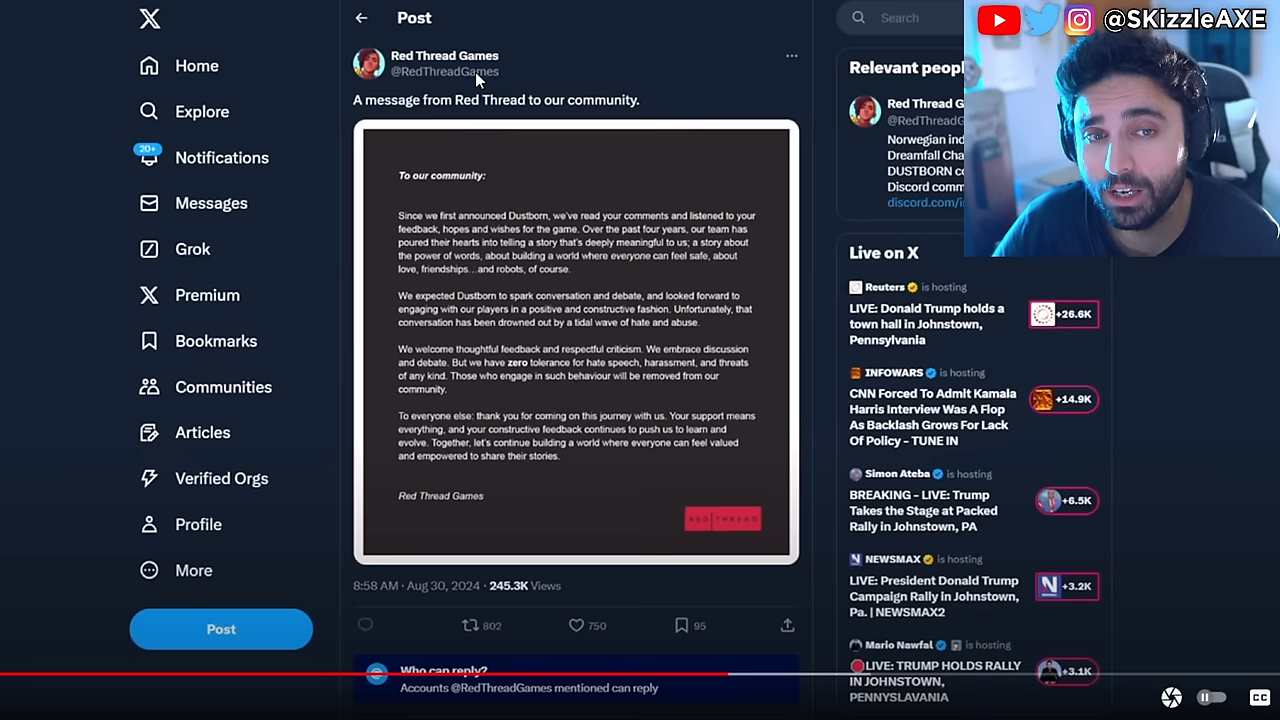 @SKizzleAXE
Home
Explore
20+
Notifications
Messages
Grok
Premium
Bookmarks
Communities
Articles
Verified Orgs
Profile
More
Post
Post
Red Thread Games
@RedThreadGames
A message from Red Thread to our community.
To our community:
Since we first announced Dustborn, we've read your comments and listened to your
feedback, hopes and wishes for the game. Over the past four years, our team has
poured their hearts into telling a story that's deeply meaningful to us; a story about
the power of words, about building a world where everyone can feel safe, about
love, friendships...and robots, of course.
We expected Dustborn to spark conversation and debate, and looked forward to
engaging with our players in a positive and constructive fashion. Unfortunately, that
conversation has been drowned out by a tidal wave of hate and abuse.
We welcome thoughtful feedback and respectful criticism. We embrace discussion
and debate. But we have zero tolerance for hate speech, harassment, and threats
of any kind. Those who engage in such behaviour will be removed from our
community.
To everyone else: thank you for coming on this journey with us. Your support means
everything, and your constructive feedback continues to push us to learn and
evolve. Together, let's continue building a world where everyone can feel valued
and empowered to share their stories.
Red Thread Games
RED THREAD
8:58 AM · Aug 30, 2024 · 245.3K Views
802 750 95
Who can reply?
Accounts @RedThreadGames mentioned can reply
Search
Relevant peopl
Red Thread G
@RedThreadG
Norwegian ind
Dreamfall Cha
DUSTBORN co
Discord comm
discord.com/i
Live on X
Reuters is hosting
LIVE: Donald Trump holds a
town hall in Johnstown,
Pennsylvania
+26.6K
INFOWARS is hosting
CNN Forced To Admit Kamala
Harris Interview Was A Flop
As Backlash Grows For Lack
Of Policy - TUNE IN
+14.9K
Simon Ateba is hosting
BREAKING - LIVE: Trump
Takes the Stage at Packed
Rally in Johnstown, PA
+6.5K
NEWSMAX is hosting
LIVE: President Donald Trump
Campaign Rally in Johnstown,
Pa. | NEWSMAX2
+3.2K
Mario Nawfal is hosting
LIVE: TRUMP HOLDS RALLY
IN JOHNSTOWN,
PENNYSLAVANIA
+3.1K
CC